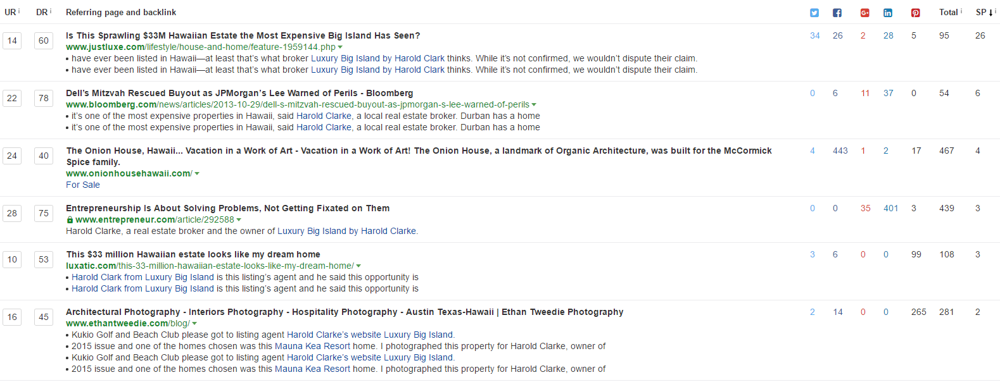 UR i DR i Referring page and backlink Total i SP i
14 60 Is This Sprawling $33M Hawaiian Estate the Most Expensive Big Island Has Seen? 34 26 2 28 5 95 26
www.justluxe.com/lifestyle/house-and-home/feature-1959144.php
• have ever been listed in Hawaii—at least that's what broker Luxury Big Island by Harold Clark thinks. While it's not confirmed, we wouldn't dispute their claim.
• have ever been listed in Hawaii—at least that's what broker Luxury Big Island by Harold Clark thinks. While it's not confirmed, we wouldn't dispute their claim.
22 78 Dell's Mitzvah Rescued Buyout as JPMorgan's Lee Warned of Perils - Bloomberg 0 6 11 37 0 54 6
www.bloomberg.com/news/articles/2013-10-29/dell-s-mitzvah-rescued-buyout-as-jpmorgan-s-lee-warned-of-perils
• it's one of the most expensive properties in Hawaii, said Harold Clarke, a local real estate broker. Durban has a home
• it's one of the most expensive properties in Hawaii, said Harold Clarke, a local real estate broker. Durban has a home
24 40 The Onion House, Hawaii... Vacation in a Work of Art - Vacation in a Work of Art! The Onion House, a landmark of Organic Architecture, was built for the McCormick 4 443 1 2 17 467 4
Spice family.
www.onionhousehawaii.com/
For Sale
28 75 Entrepreneurship Is About Solving Problems, Not Getting Fixated on Them 0 0 35 401 3 439 3
www.entrepreneur.com/article/292588
Harold Clarke, a real estate broker and the owner of Luxury Big Island by Harold Clarke.
10 53 This $33 million Hawaiian estate looks like my dream home 3 6 0 0 99 108 3
luxatic.com/this-33-million-hawaiian-estate-looks-like-my-dream-home/
• Harold Clark from Luxury Big Island is this listing's agent and he said this opportunity is
• Harold Clark from Luxury Big Island is this listing's agent and he said this opportunity is
16 45 Architectural Photography - Interiors Photography - Hospitality Photography - Austin Texas-Hawaii | Ethan Tweedie Photography 2 14 0 0 265 281 2
www.ethantweedie.com/blog/
• Kukio Golf and Beach Club please got to listing agent Harold Clarke's website Luxury Big Island.
• 2015 issue and one of the homes chosen was this Mauna Kea Resort home. I photographed this property for Harold Clarke, owner of
• Kukio Golf and Beach Club please got to listing agent Harold Clarke's website Luxury Big Island.
• 2015 issue and one of the homes chosen was this Mauna Kea Resort home. I photographed this property for Harold Clarke, owner of